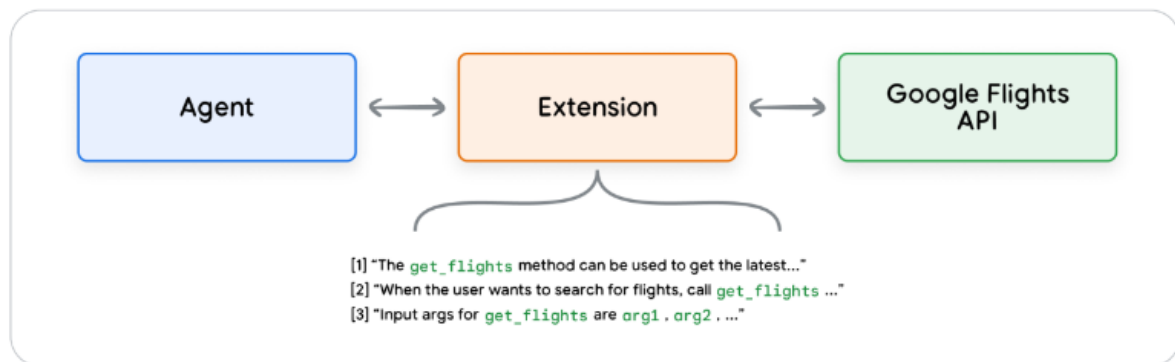 Agent
Extension
Google Flights
API
[1] “The get_flights method can be used to get the latest...”
[2] “When the user wants to search for flights, call get_flights ...”
[3] “Input args for get_flights are arg1 , arg2 , ...”